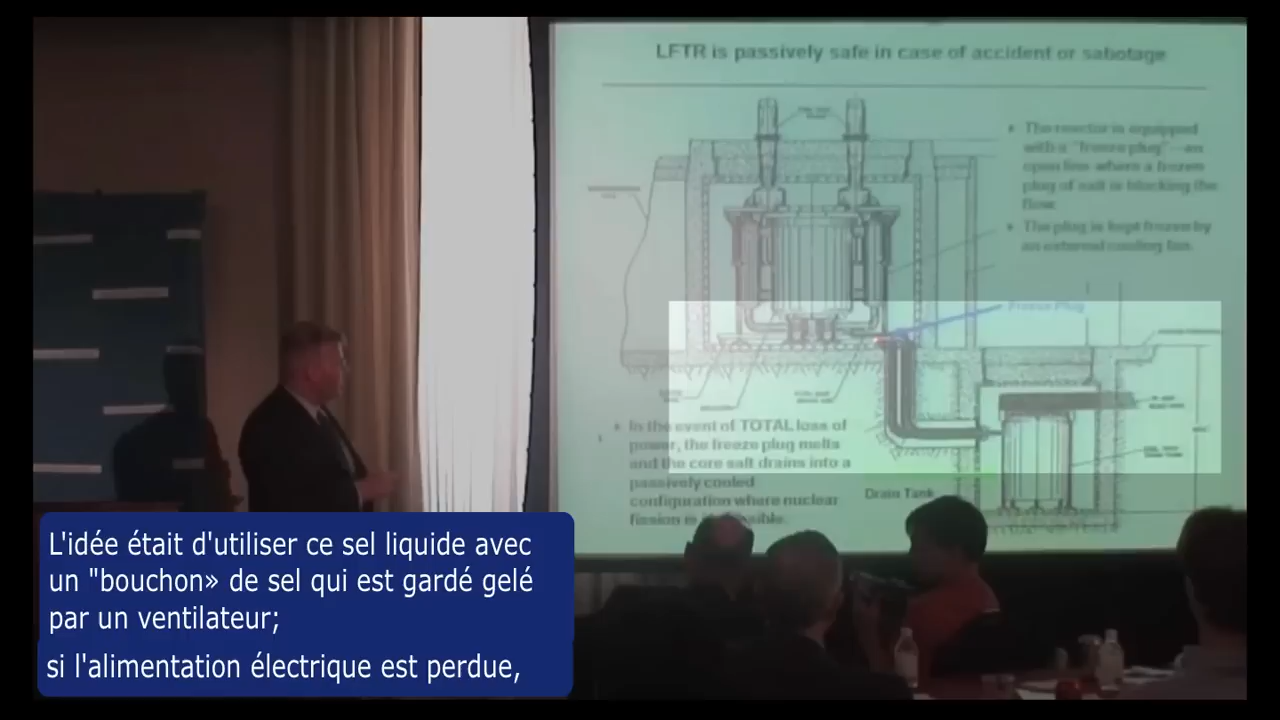 LFTR is passively safe in case of accident or sabotage
The reactor is equipped
with a "freeze plug"—an
open line where a frozen
plug of salt is blocking the
flow.
The plug is kept frozen by
an external cooling fan.
Freeze Plug
In the event of TOTAL loss of
power, the freeze plug melts
and the core salt drains into a
passively cooled
configuration where nuclear
fission is
Drain Tank
L'idée était d'utiliser ce sel liquide avec
un "bouchon» de sel qui est gardé gelé
par un ventilateur;
si l'alimentation électrique est perdue,